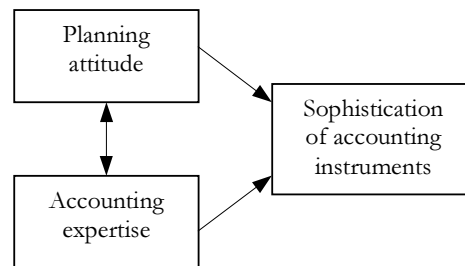 Planning
attitude
Sophistication
of accounting
instruments
Accounting
expertise